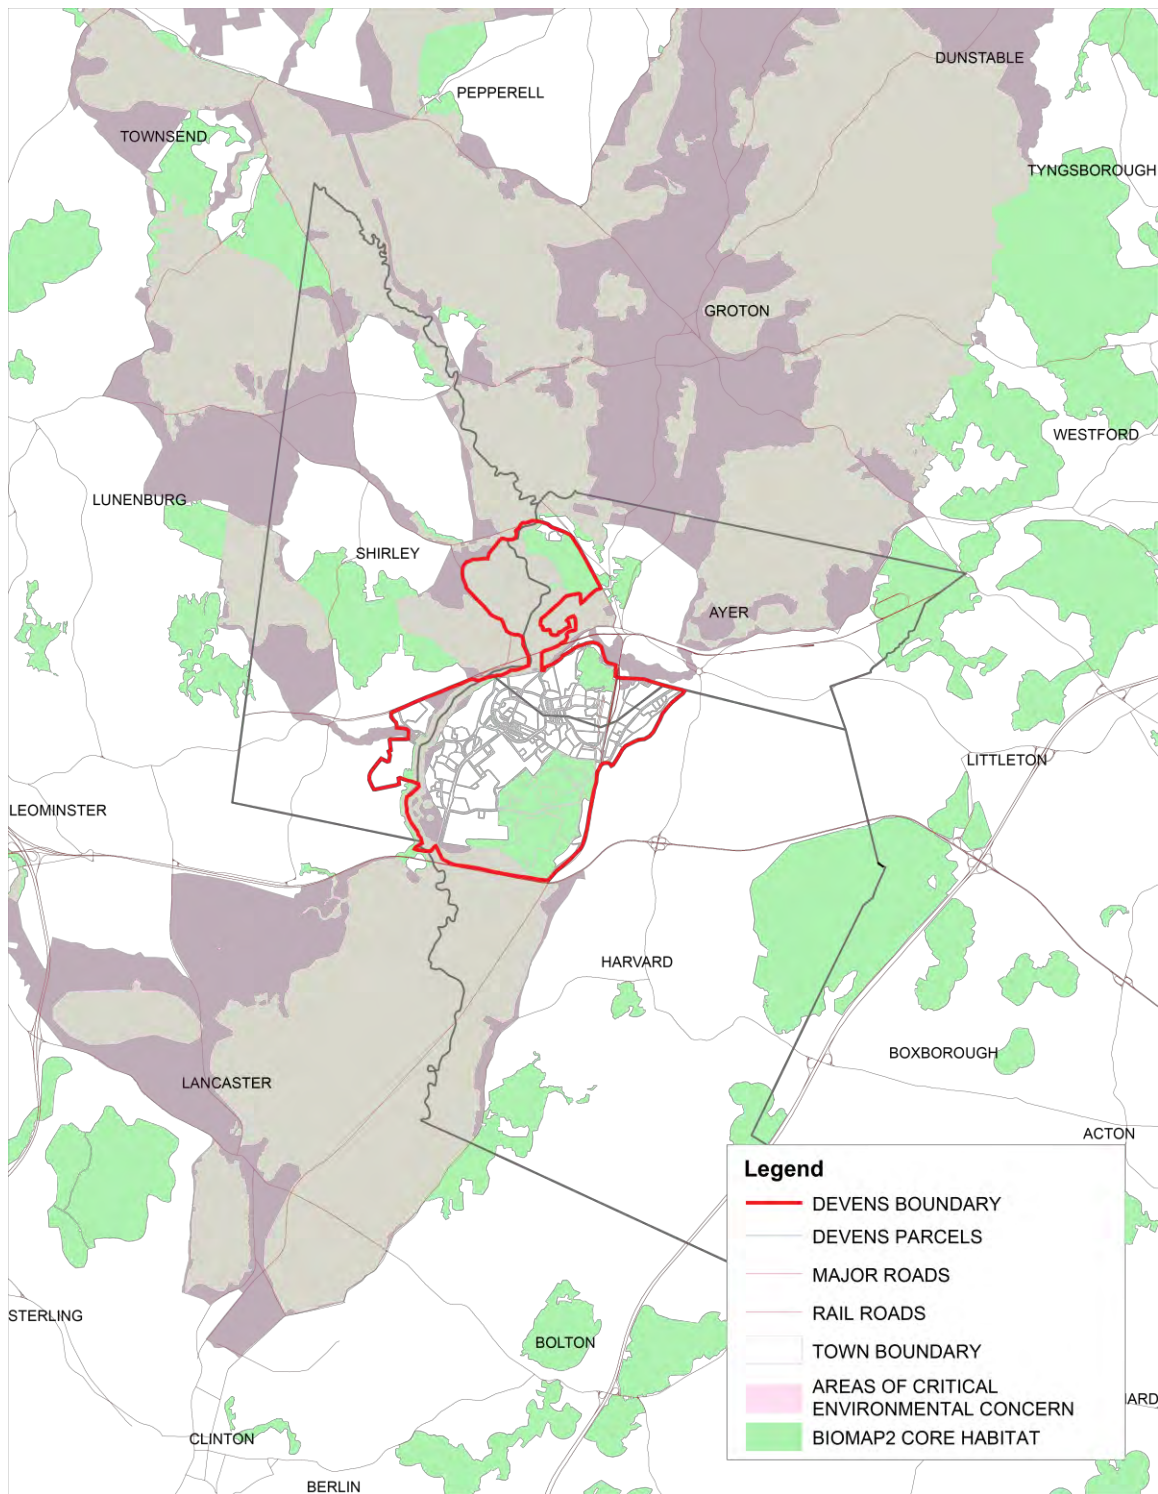 DUNSTABLE
PEPPERELL
TOWNSEND
TYNGSBOROUGH
GROTON
WESTFORD
LUNENBURG
SHIRLEY
AYER
LITTLETON
LEOMINSTER
HARVARD
BOXBOROUGH
LANCASTER
ACTON
Legend
DEVENS BOUNDARY
DEVENS PARCELS
MAJOR ROADS
RAIL ROADS
TOWN BOUNDARY
AREAS OF CRITICAL
ENVIRONMENTAL CONCERN
BIOMAP2 CORE HABITAT
STERLING
BOLTON
ARD
CLINTON
BERLIN